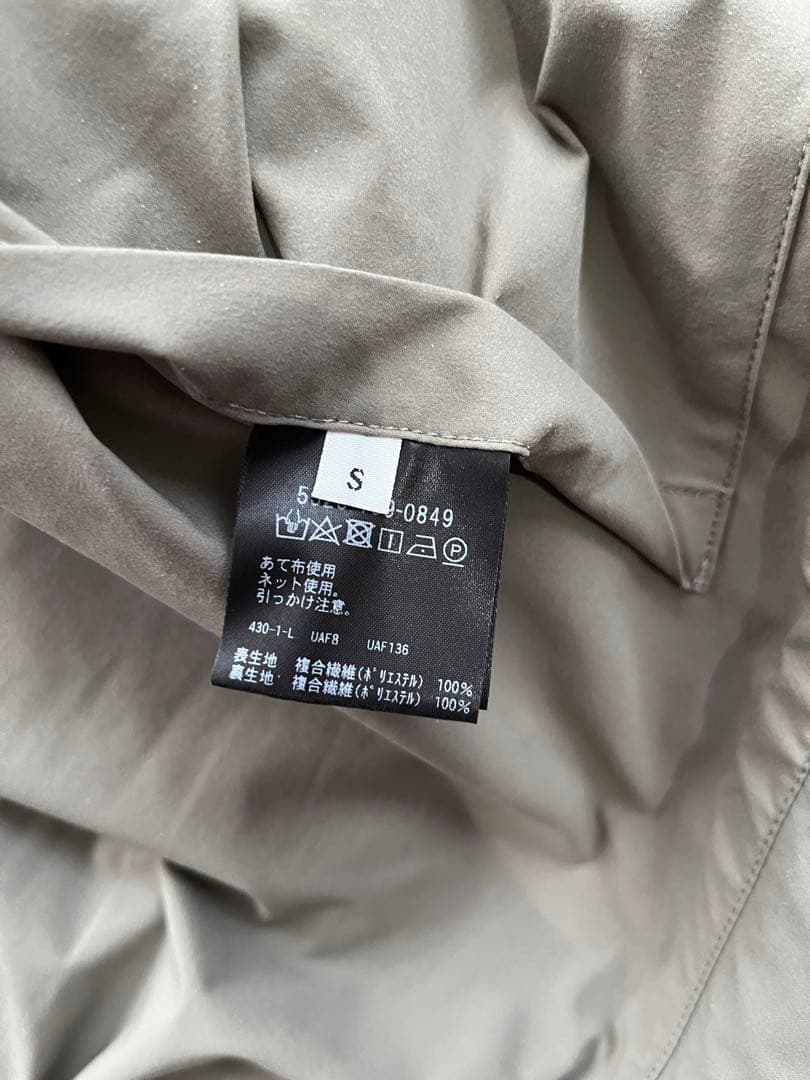 S
-0849
あて布使用
ネット使用。
引っかけ注意。
430-1-L UAF8 UAF136
表生地 複合繊維(ポリエステル) 100%
裏生地 複合繊維(ポリエステル) 100%